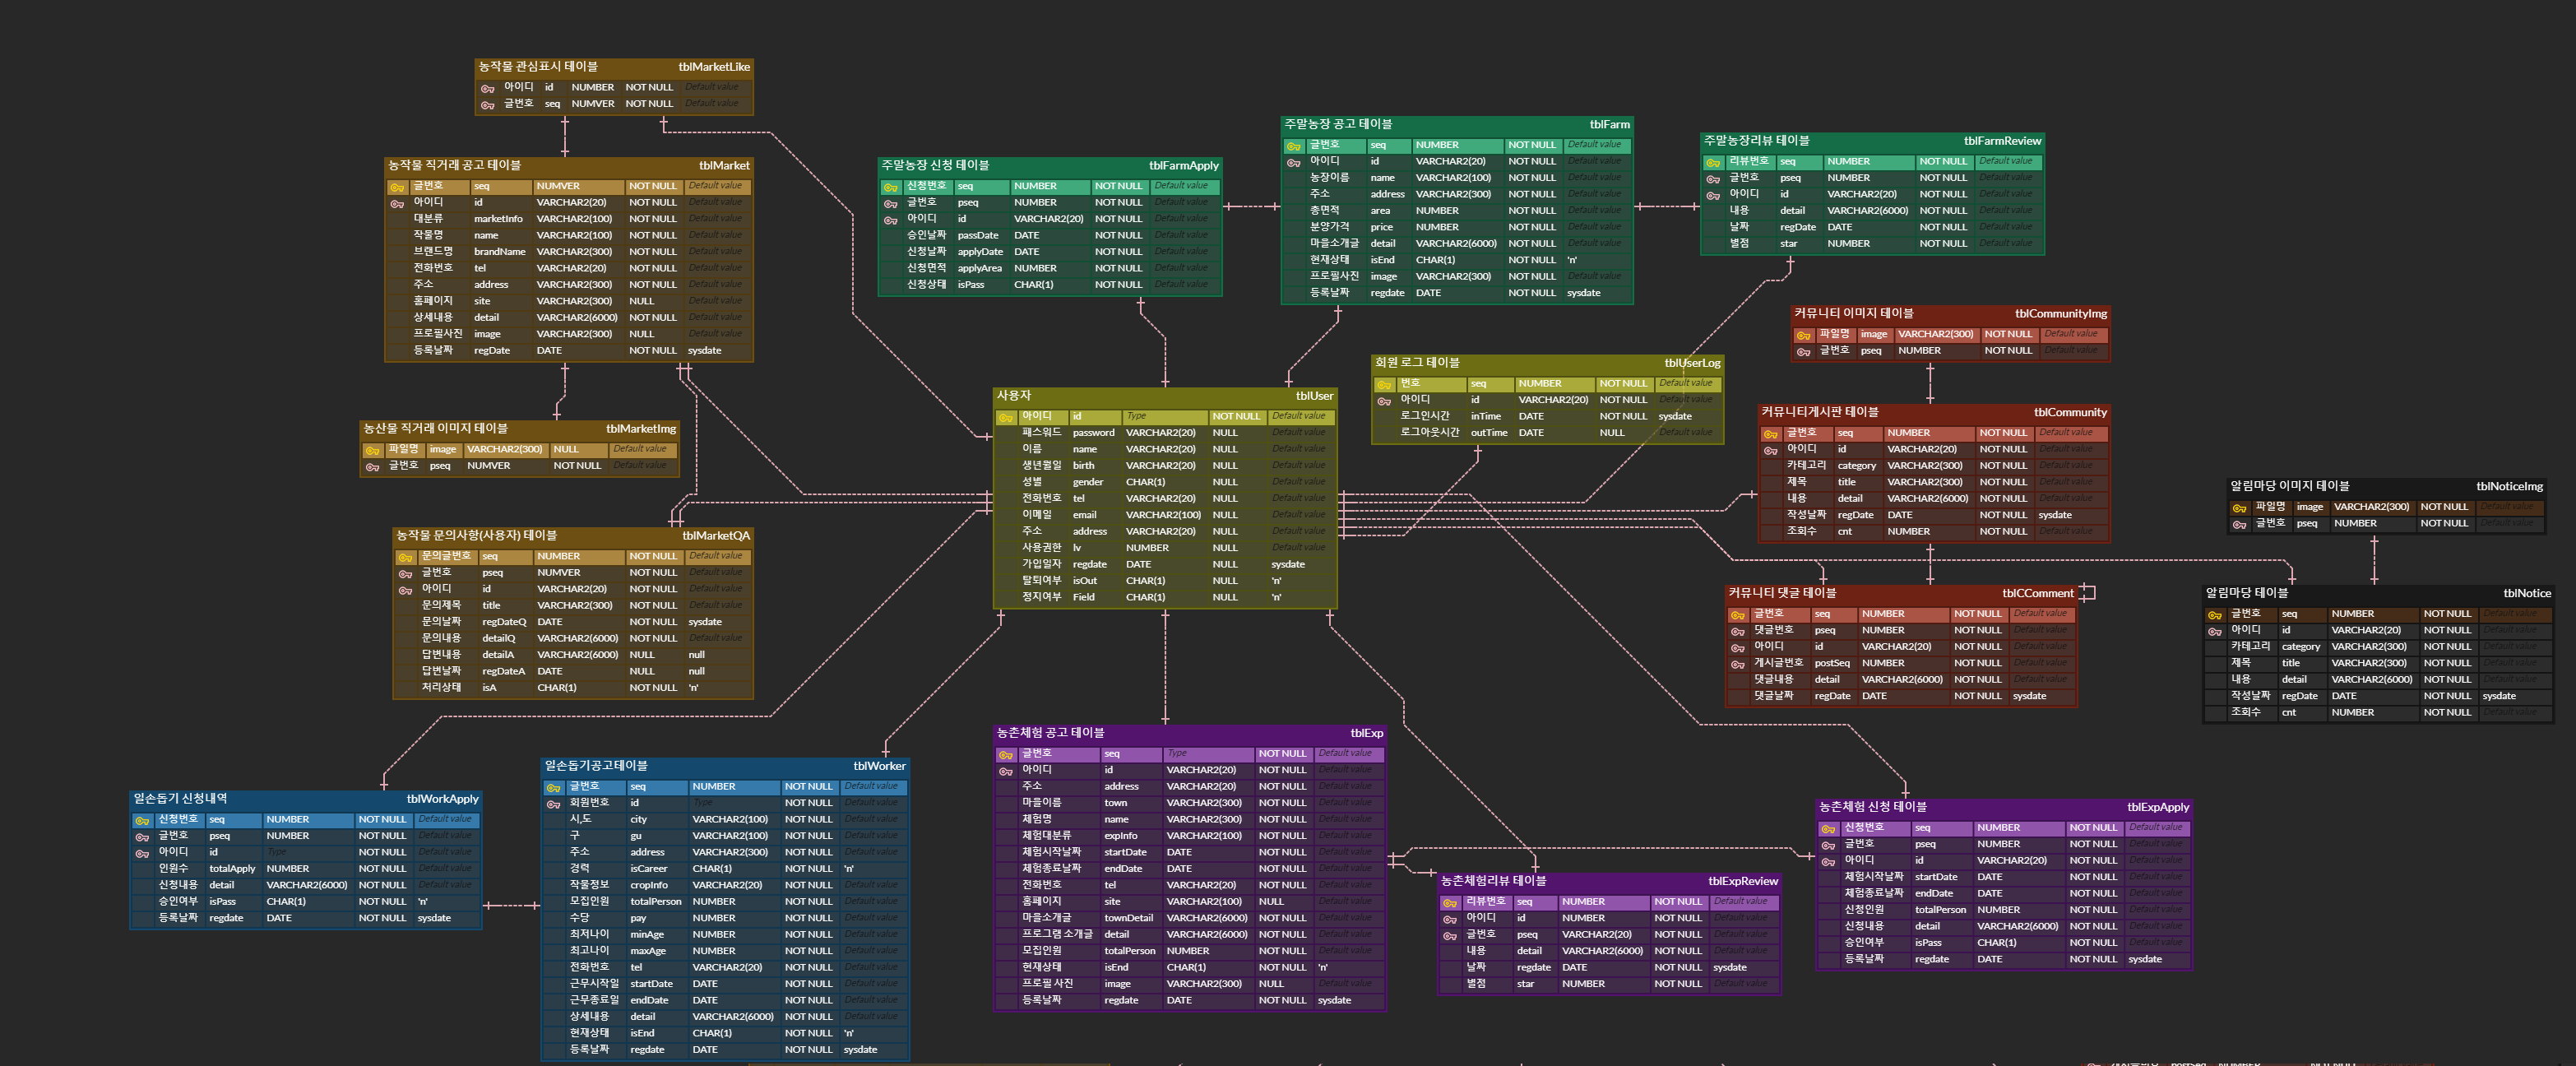 농작물 관심표시 테이블 tblMarketLike
아이디 id NUMBER NOT NULL Default value
글번호 seq NUMVER NOT NULL Default value
농작물 직거래 공고 테이블 tblMarket
글번호 seq NUMVER NOT NULL Default value
아이디 id VARCHAR2(20) NOT NULL Default value
대분류 marketInfo VARCHAR2(100) NOT NULL Default value
작물명 name VARCHAR2(100) NOT NULL Default value
브랜드명 brandName VARCHAR2(300) NOT NULL Default value
전화번호 tel VARCHAR2(20) NOT NULL Default value
주소 address VARCHAR2(300) NOT NULL Default value
홈페이지 site VARCHAR2(300) NULL Default value
상세내용 detail VARCHAR2(6000) NOT NULL Default value
프로필사진 image VARCHAR2(300) NULL Default value
등록날짜 regDate DATE NOT NULL sysdate
농산물 직거래 이미지 테이블 tblMarketImg
파일명 image VARCHAR2(300) NULL Default value
글번호 pseq NUMVER NOT NULL Default value
농작물 문의사항(사용자) 테이블 tblMarketQA
문의글번호 seq NUMBER NOT NULL Default value
글번호 pseq NUMVER NOT NULL Default value
아이디 id VARCHAR2(20) NOT NULL Default value
문의제목 title VARCHAR2(300) NOT NULL Default value
문의날짜 regDateQ DATE NOT NULL sysdate
문의내용 detailQ VARCHAR2(6000) NOT NULL Default value
답변내용 detailA VARCHAR2(6000) NULL null
답변날짜 regDateA DATE NULL null
처리상태 isA CHAR(1) NOT NULL 'n'
주말농장 신청 테이블 tblFarmApply
신청번호 seq NUMBER NOT NULL Default value
글번호 pseq NUMBER NOT NULL Default value
아이디 id VARCHAR2(20) NOT NULL Default value
승인날짜 passDate DATE NOT NULL Default value
신청날짜 applyDate DATE NOT NULL Default value
신청면적 applyArea NUMBER NOT NULL Default value
신청상태 isPass CHAR(1) NOT NULL Default value
주말농장 공고 테이블 tblFarm
글번호 seq NUMBER NOT NULL Default value
아이디 id VARCHAR2(20) NOT NULL Default value
농장이름 name VARCHAR2(100) NOT NULL Default value
주소 address VARCHAR2(300) NOT NULL Default value
총면적 area NUMBER NOT NULL Default value
분양가격 price NUMBER NOT NULL Default value
마을소개글 detail VARCHAR2(6000) NOT NULL Default value
현재상태 isEnd CHAR(1) NOT NULL 'n'
프로필사진 image VARCHAR2(300) NOT NULL Default value
등록날짜 regdate DATE NOT NULL sysdate
주말농장리뷰 테이블 tblFarmReview
리뷰번호 seq NUMBER NOT NULL Default value
글번호 pseq NUMBER NOT NULL Default value
아이디 id VARCHAR2(20) NOT NULL Default value
내용 detail VARCHAR2(6000) NOT NULL Default value
날짜 regDate DATE NOT NULL Default value
별점 star NUMBER NOT NULL Default value
회원 로그 테이블 tblUserLog
번호 seq NUMBER NOT NULL Default value
아이디 id VARCHAR2(20) NOT NULL Default value
로그인시간 inTime DATE NOT NULL sysdate
로그아웃시간 outTime DATE NULL Default value
사용자 tblUser
아이디 id Type NOT NULL Default value
패스워드 password VARCHAR2(20) NULL Default value
이름 name VARCHAR2(20) NULL Default value
생년월일 birth VARCHAR2(20) NULL Default value
성별 gender CHAR(1) NULL Default value
전화번호 tel VARCHAR2(20) NULL Default value
이메일 email VARCHAR2(100) NULL Default value
주소 address VARCHAR2(20) NULL Default value
사용권한 lv NUMBER NULL Default value
가입일자 regdate DATE NULL sysdate
탈퇴여부 isOut CHAR(1) NULL 'n'
정지여부 Field CHAR(1) NULL 'n'
커뮤니티 이미지 테이블 tblCommunityImg
파일명 image VARCHAR2(300) NOT NULL Default value
글번호 pseq NUMBER NOT NULL Default value
커뮤니티게시판 테이블 tblCommunity
글번호 seq NUMBER NOT NULL Default value
아이디 id VARCHAR2(20) NOT NULL Default value
카테고리 category VARCHAR2(300) NOT NULL Default value
제목 title VARCHAR2(300) NOT NULL Default value
내용 detail VARCHAR2(6000) NOT NULL Default value
작성날짜 regDate DATE NOT NULL sysdate
조회수 cnt NUMBER NOT NULL Default value
커뮤니티 댓글 테이블 tblCComment
글번호 seq NUMBER NOT NULL Default value
댓글번호 pseq NUMBER NOT NULL Default value
아이디 id VARCHAR2(20) NOT NULL Default value
게시글번호 postSeq NUMBER NOT NULL Default value
댓글내용 detail VARCHAR2(6000) NOT NULL Default value
댓글날짜 regDate DATE NOT NULL sysdate
알림마당 이미지 테이블 tblNoticeImg
파일명 image VARCHAR2(300) NOT NULL Default value
글번호 pseq NUMBER NOT NULL Default value
알림마당 테이블 tblNotice
글번호 seq NUMBER NOT NULL Default value
아이디 id VARCHAR2(20) NOT NULL Default value
카테고리 category VARCHAR2(300) NOT NULL Default value
제목 title VARCHAR2(300) NOT NULL Default value
내용 detail VARCHAR2(6000) NOT NULL Default value
작성날짜 regDate DATE NOT NULL sysdate
조회수 cnt NUMBER NOT NULL Default value
일손돕기 신청내역 tblWorkApply
신청번호 seq NUMBER NOT NULL Default value
글번호 pseq NUMBER NOT NULL Default value
아이디 id Type NOT NULL Default value
인원수 totalApply NUMBER NOT NULL Default value
신청내용 detail VARCHAR2(6000) NOT NULL Default value
승인여부 isPass CHAR(1) NOT NULL 'n'
등록날짜 regdate DATE NOT NULL sysdate
일손돕기공고테이블 tblWorker
글번호 seq NUMBER NOT NULL Default value
회원번호 id Type NOT NULL Default value
시,도 city VARCHAR2(100) NOT NULL Default value
구 gu VARCHAR2(100) NOT NULL Default value
주소 address VARCHAR2(300) NOT NULL Default value
경력 isCareer CHAR(1) NOT NULL 'n'
작물정보 cropInfo VARCHAR2(20) NOT NULL Default value
모집인원 totalPerson NUMBER NOT NULL Default value
수당 pay NUMBER NOT NULL Default value
최저나이 minAge NUMBER NOT NULL Default value
최고나이 maxAge NUMBER NOT NULL Default value
전화번호 tel VARCHAR2(20) NOT NULL Default value
근무시작일 startDate DATE NOT NULL Default value
근무종료일 endDate DATE NOT NULL Default value
상세내용 detail VARCHAR2(6000) NOT NULL Default value
현재상태 isEnd CHAR(1) NOT NULL 'n'
등록날짜 regdate DATE NOT NULL sysdate
농촌체험 공고 테이블 tblExp
글번호 seq Type NOT NULL Default value
아이디 id VARCHAR2(20) NOT NULL Default value
주소 address VARCHAR2(20) NOT NULL Default value
마을이름 town VARCHAR2(300) NOT NULL Default value
체험명 name VARCHAR2(300) NOT NULL Default value
체험대분류 expInfo VARCHAR2(100) NOT NULL Default value
체험시작날짜 startDate DATE NOT NULL Default value
체험종료날짜 endDate DATE NOT NULL Default value
전화번호 tel VARCHAR2(20) NOT NULL Default value
홈페이지 site VARCHAR2(100) NULL Default value
마을소개글 townDetail VARCHAR2(6000) NOT NULL Default value
프로그램 소개글 detail VARCHAR2(6000) NOT NULL Default value
모집인원 totalPerson NUMBER NOT NULL Default value
현재상태 isEnd CHAR(1) NOT NULL 'n'
프로필 사진 image VARCHAR2(300) NULL Default value
등록날짜 regdate DATE NOT NULL sysdate
농촌체험리뷰 테이블 tblExpReview
리뷰번호 seq NUMBER NOT NULL Default value
아이디 id NUMBER NOT NULL Default value
글번호 pseq VARCHAR2(20) NOT NULL Default value
내용 detail VARCHAR2(6000) NOT NULL Default value
날짜 regdate DATE NOT NULL sysdate
별점 star NUMBER NOT NULL Default value
농촌체험 신청 테이블 tblExpApply
신청번호 seq NUMBER NOT NULL Default value
글번호 pseq NUMBER NOT NULL Default value
아이디 id VARCHAR2(20) NOT NULL Default value
체험시작날짜 startDate DATE NOT NULL Default value
체험종료날짜 endDate DATE NOT NULL Default value
신청인원 totalPerson NUMBER NOT NULL Default value
신청내용 detail VARCHAR2(6000) NOT NULL Default value
승인여부 isPass CHAR(1) NOT NULL Default value
등록날짜 regdate DATE NOT NULL sysdate